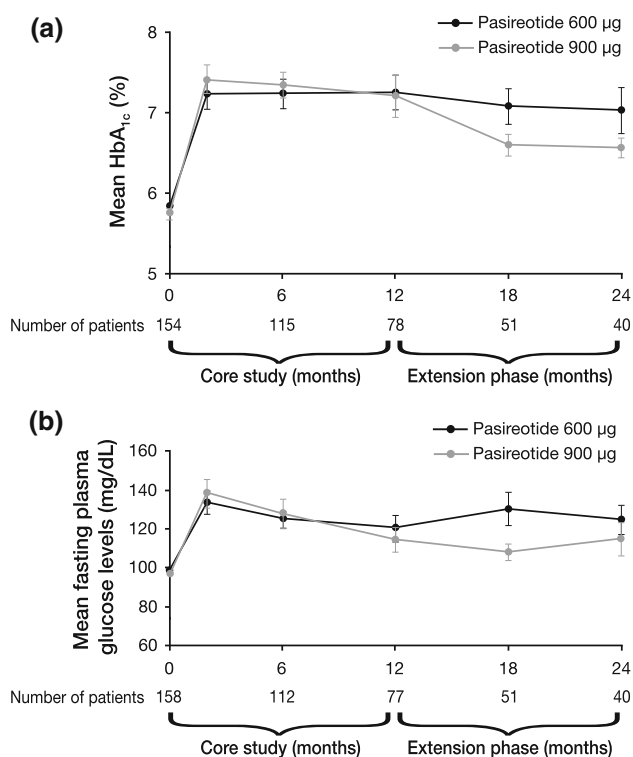 (a)
Pasireotide 600 µg
Pasireotide 900 µg
Mean HbA1c (%)
8
7
6
5
0 6 12 18 24
Number of patients 154 115 78 51 40
Core study (months) Extension phase (months)
(b)
Pasireotide 600 µg
Pasireotide 900 µg
Mean fasting plasma
glucose levels (mg/dL)
160
140
120
100
80
60
0 6 12 18 24
Number of patients 158 112 77 51 40
Core study (months) Extension phase (months)